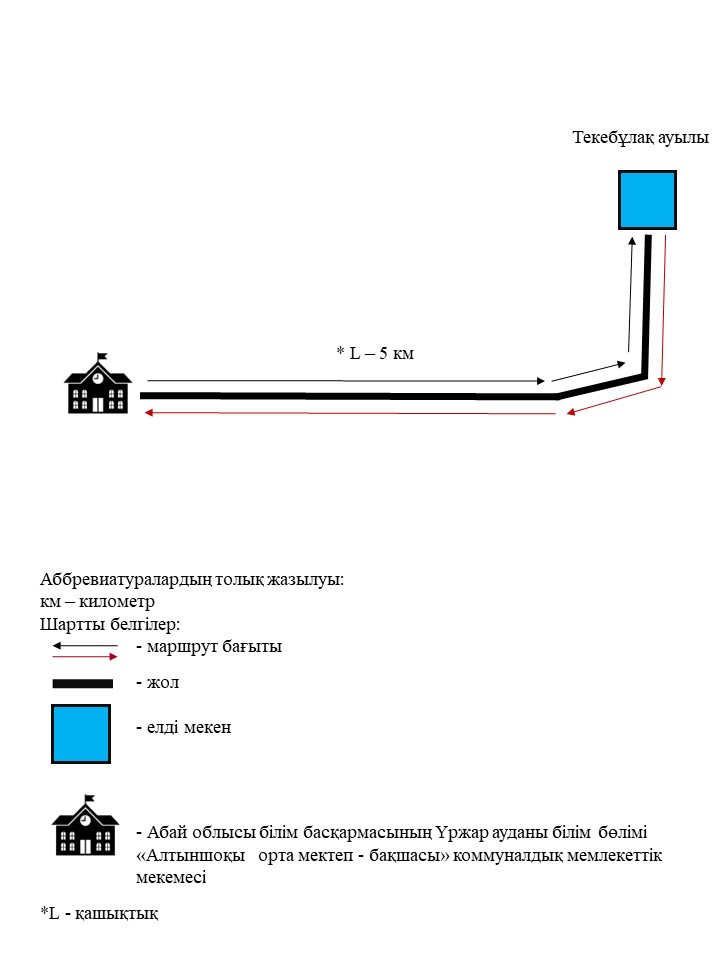 Текебұлақ ауылы
* L – 5 км
Аббревиатуралардың толық жазылуы:
км – километр
Шартты белгілер:
- маршрут бағыты
- жол
- елді мекен
- Абай облысы білім басқармасының Үржар ауданы білім бөлімі
«Алтыншоқы орта мектеп - бақшасы» коммуналдық мемлекеттік
мекемесі
*L - қашықтық